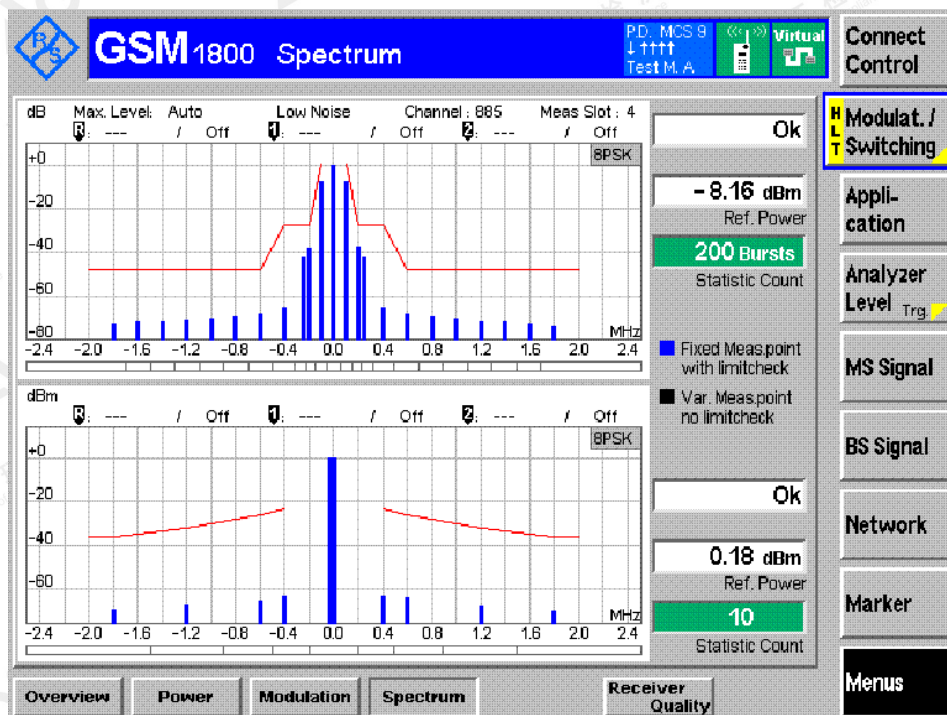 R S
GSM 1800 Spectrum
P.D. MCS 9
↓↑↑↑↑
Test M. A
Virtual
Connect
Control
dB Max. Level: Auto Low Noise Channel : 885 Meas Slot : 4
R: --- / Off 1: --- / Off 2: --- / Off
8PSK
+0
-20
-40
-60
-80
MHz
-2.4 -2.0 -1.6 -1.2 -0.8 -0.4 0.0 0.4 0.8 1.2 1.6 2.0 2.4
Ok
- 8.16 dBm
Ref. Power
200 Bursts
Statistic Count
Fixed Meas.point
with limitcheck
Var. Meas.point
no limitcheck
dBm
R: --- / Off 1: --- / Off 2: --- / Off
8PSK
+0
-20
-40
-60
MHz
-2.4 -2.0 -1.6 -1.2 -0.8 -0.4 0.0 0.4 0.8 1.2 1.6 2.0 2.4
Ok
0.18 dBm
Ref. Power
10
Statistic Count
H
L
T
Modulat. /
Switching
Appli-
cation
Analyzer
Level Trg.
MS Signal
BS Signal
Network
Marker
Menus
Overview
Power
Modulation
Spectrum
Receiver
Quality